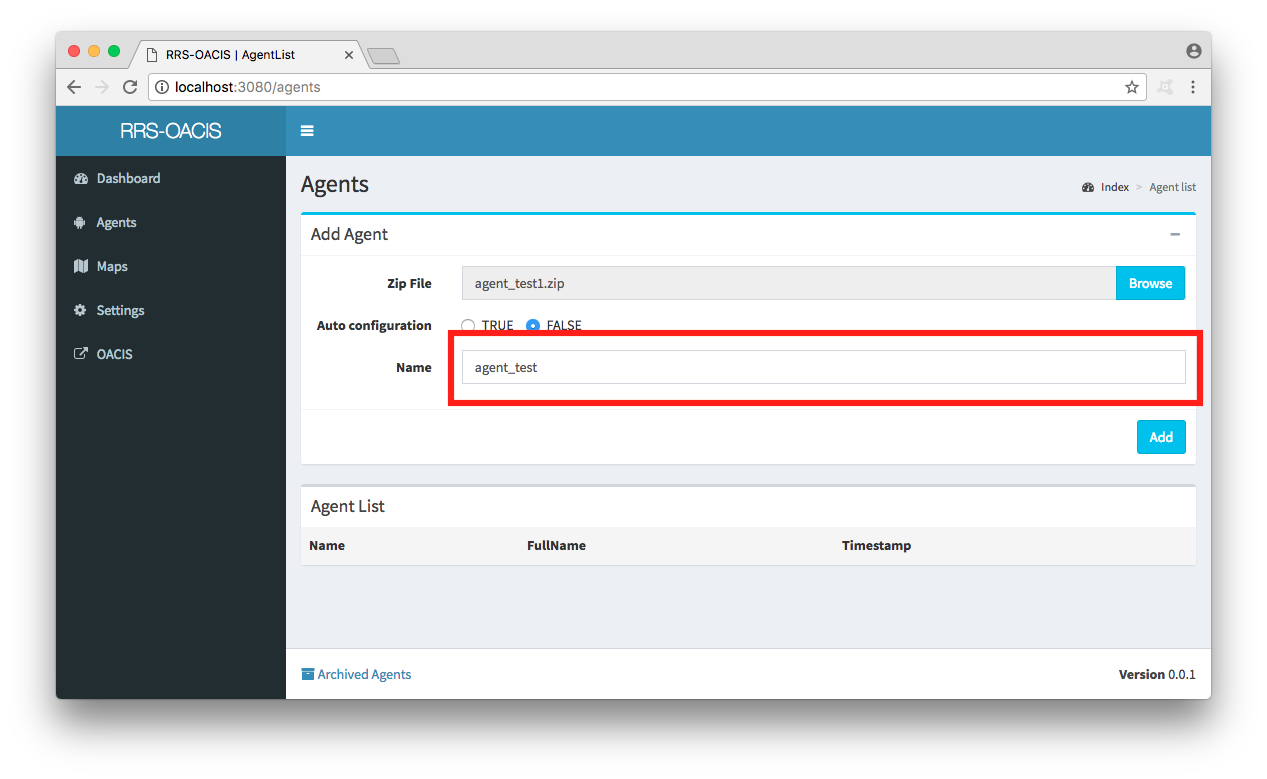 RRS-OACIS | AgentList
localhost:3080/agents
RRS-OACIS
Dashboard
Agents
Maps
Settings
OACIS
Agents
Index > Agent list
Add Agent
Zip File agent_test1.zip Browse
Auto configuration TRUE FALSE
Name agent_test
Add
Agent List
Name FullName Timestamp
Archived Agents Version 0.0.1